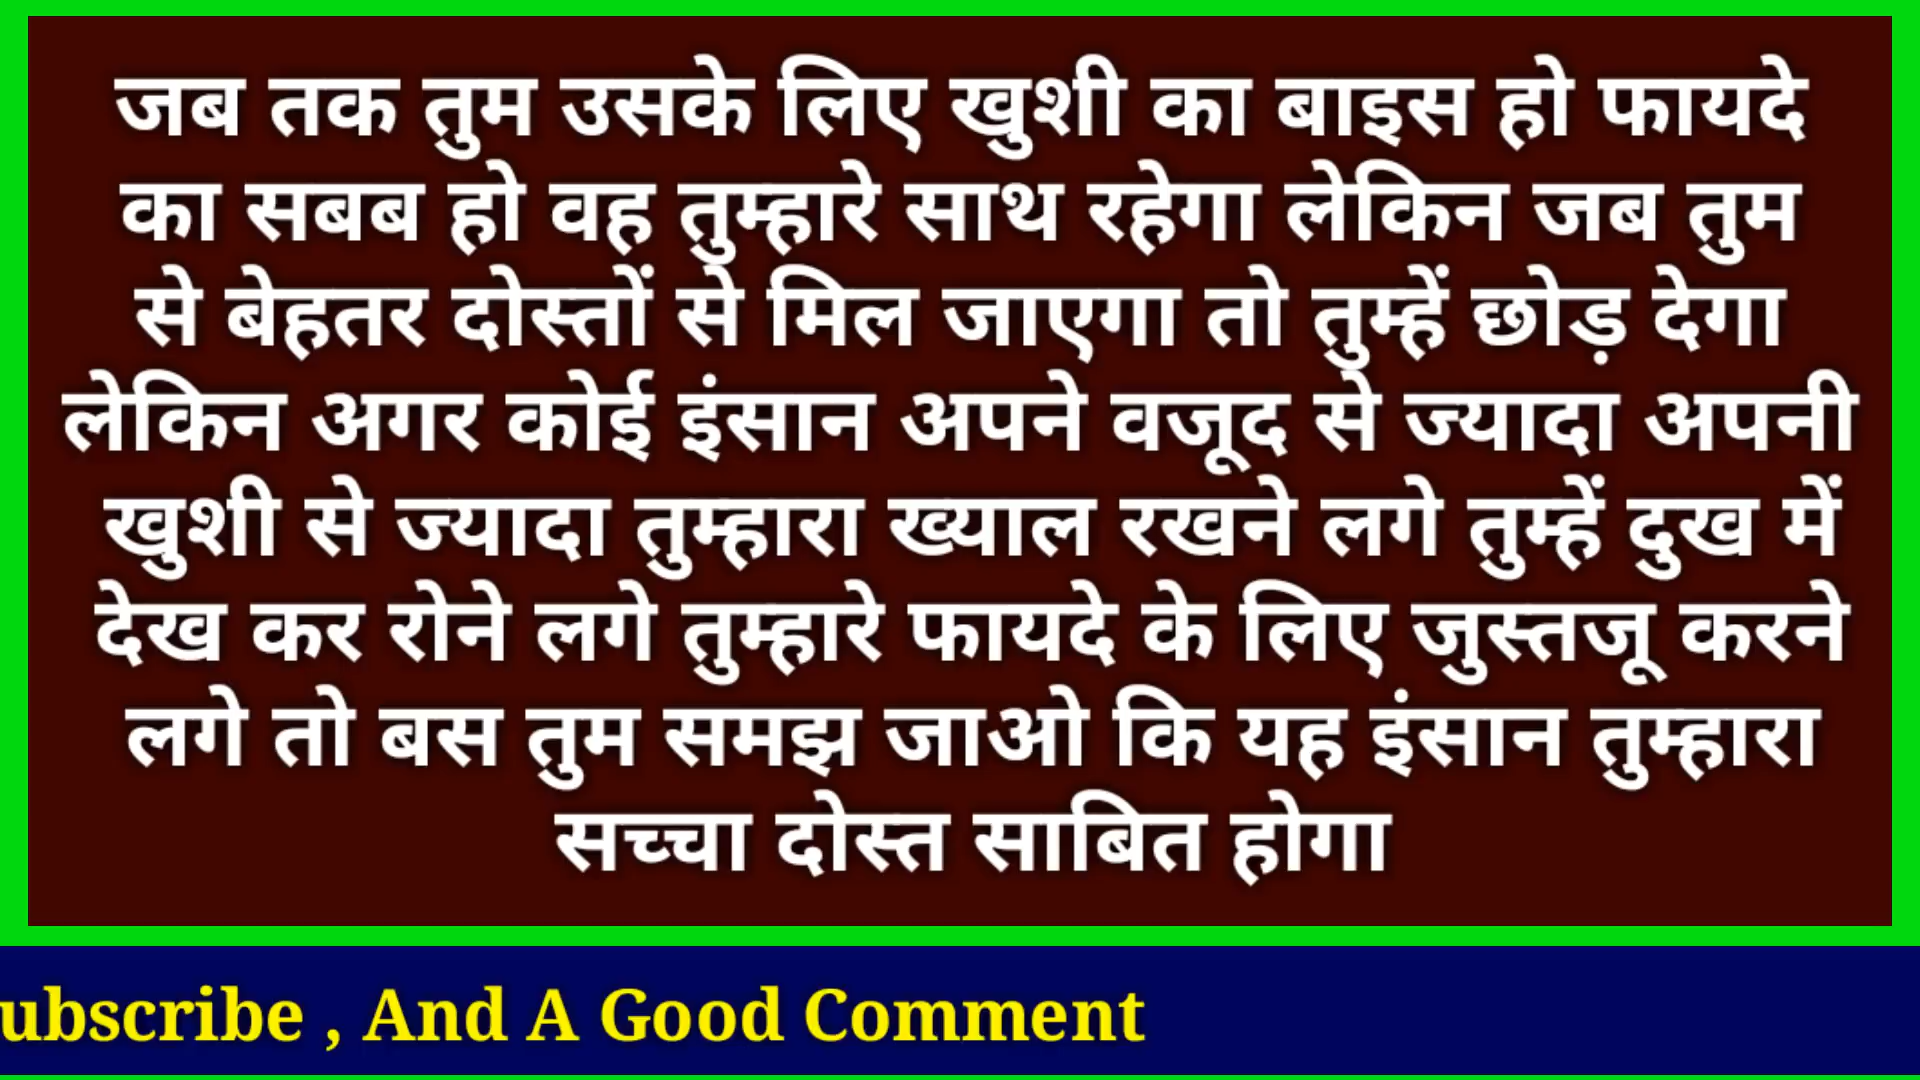 जब तक तुम उसके लिए खुशी का बाइस हो फायदे
का सबब हो वह तुम्हारे साथ रहेगा लेकिन जब तुम
से बेहतर दोस्तों से मिल जाएगा तो तुम्हें छोड़ देगा
लेकिन अगर कोई इंसान अपने वजूद से ज्यादा अपनी
खुशी से ज्यादा तुम्हारा ख्याल रखने लगे तुम्हें दुख में
देख कर रोने लगे तुम्हारे फायदे के लिए जुस्तजू करने
लगे तो बस तुम समझ जाओ कि यह इंसान तुम्हारा
सच्चा दोस्त साबित होगा
ubscribe , And A Good Comment